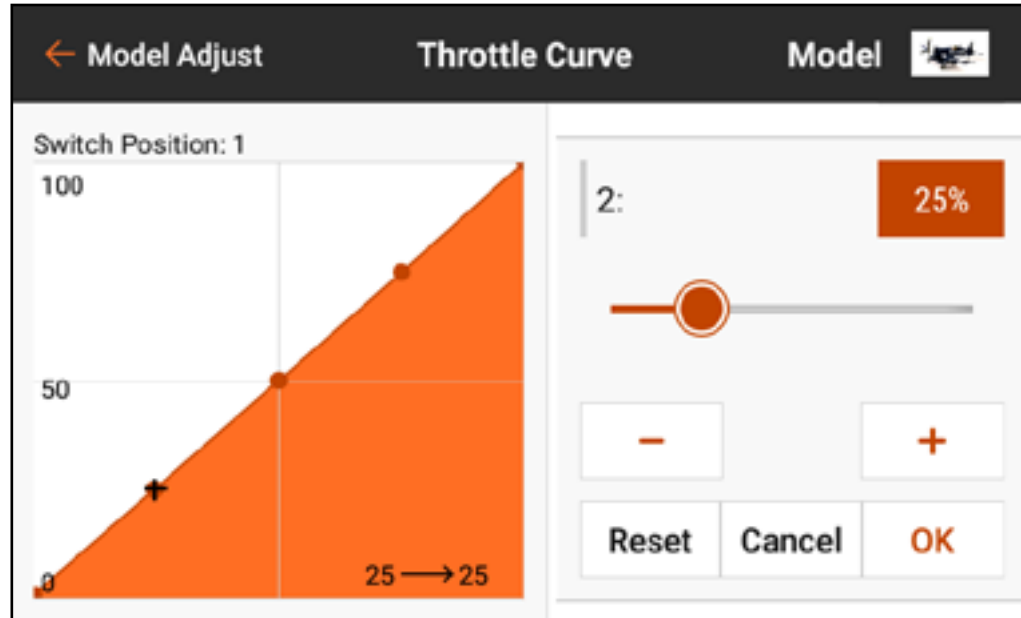 ← Model Adjust
Throttle Curve
Model
Switch Position: 1
100
50
0
25 → 25
2:
25%
−
+
Reset
Cancel
OK